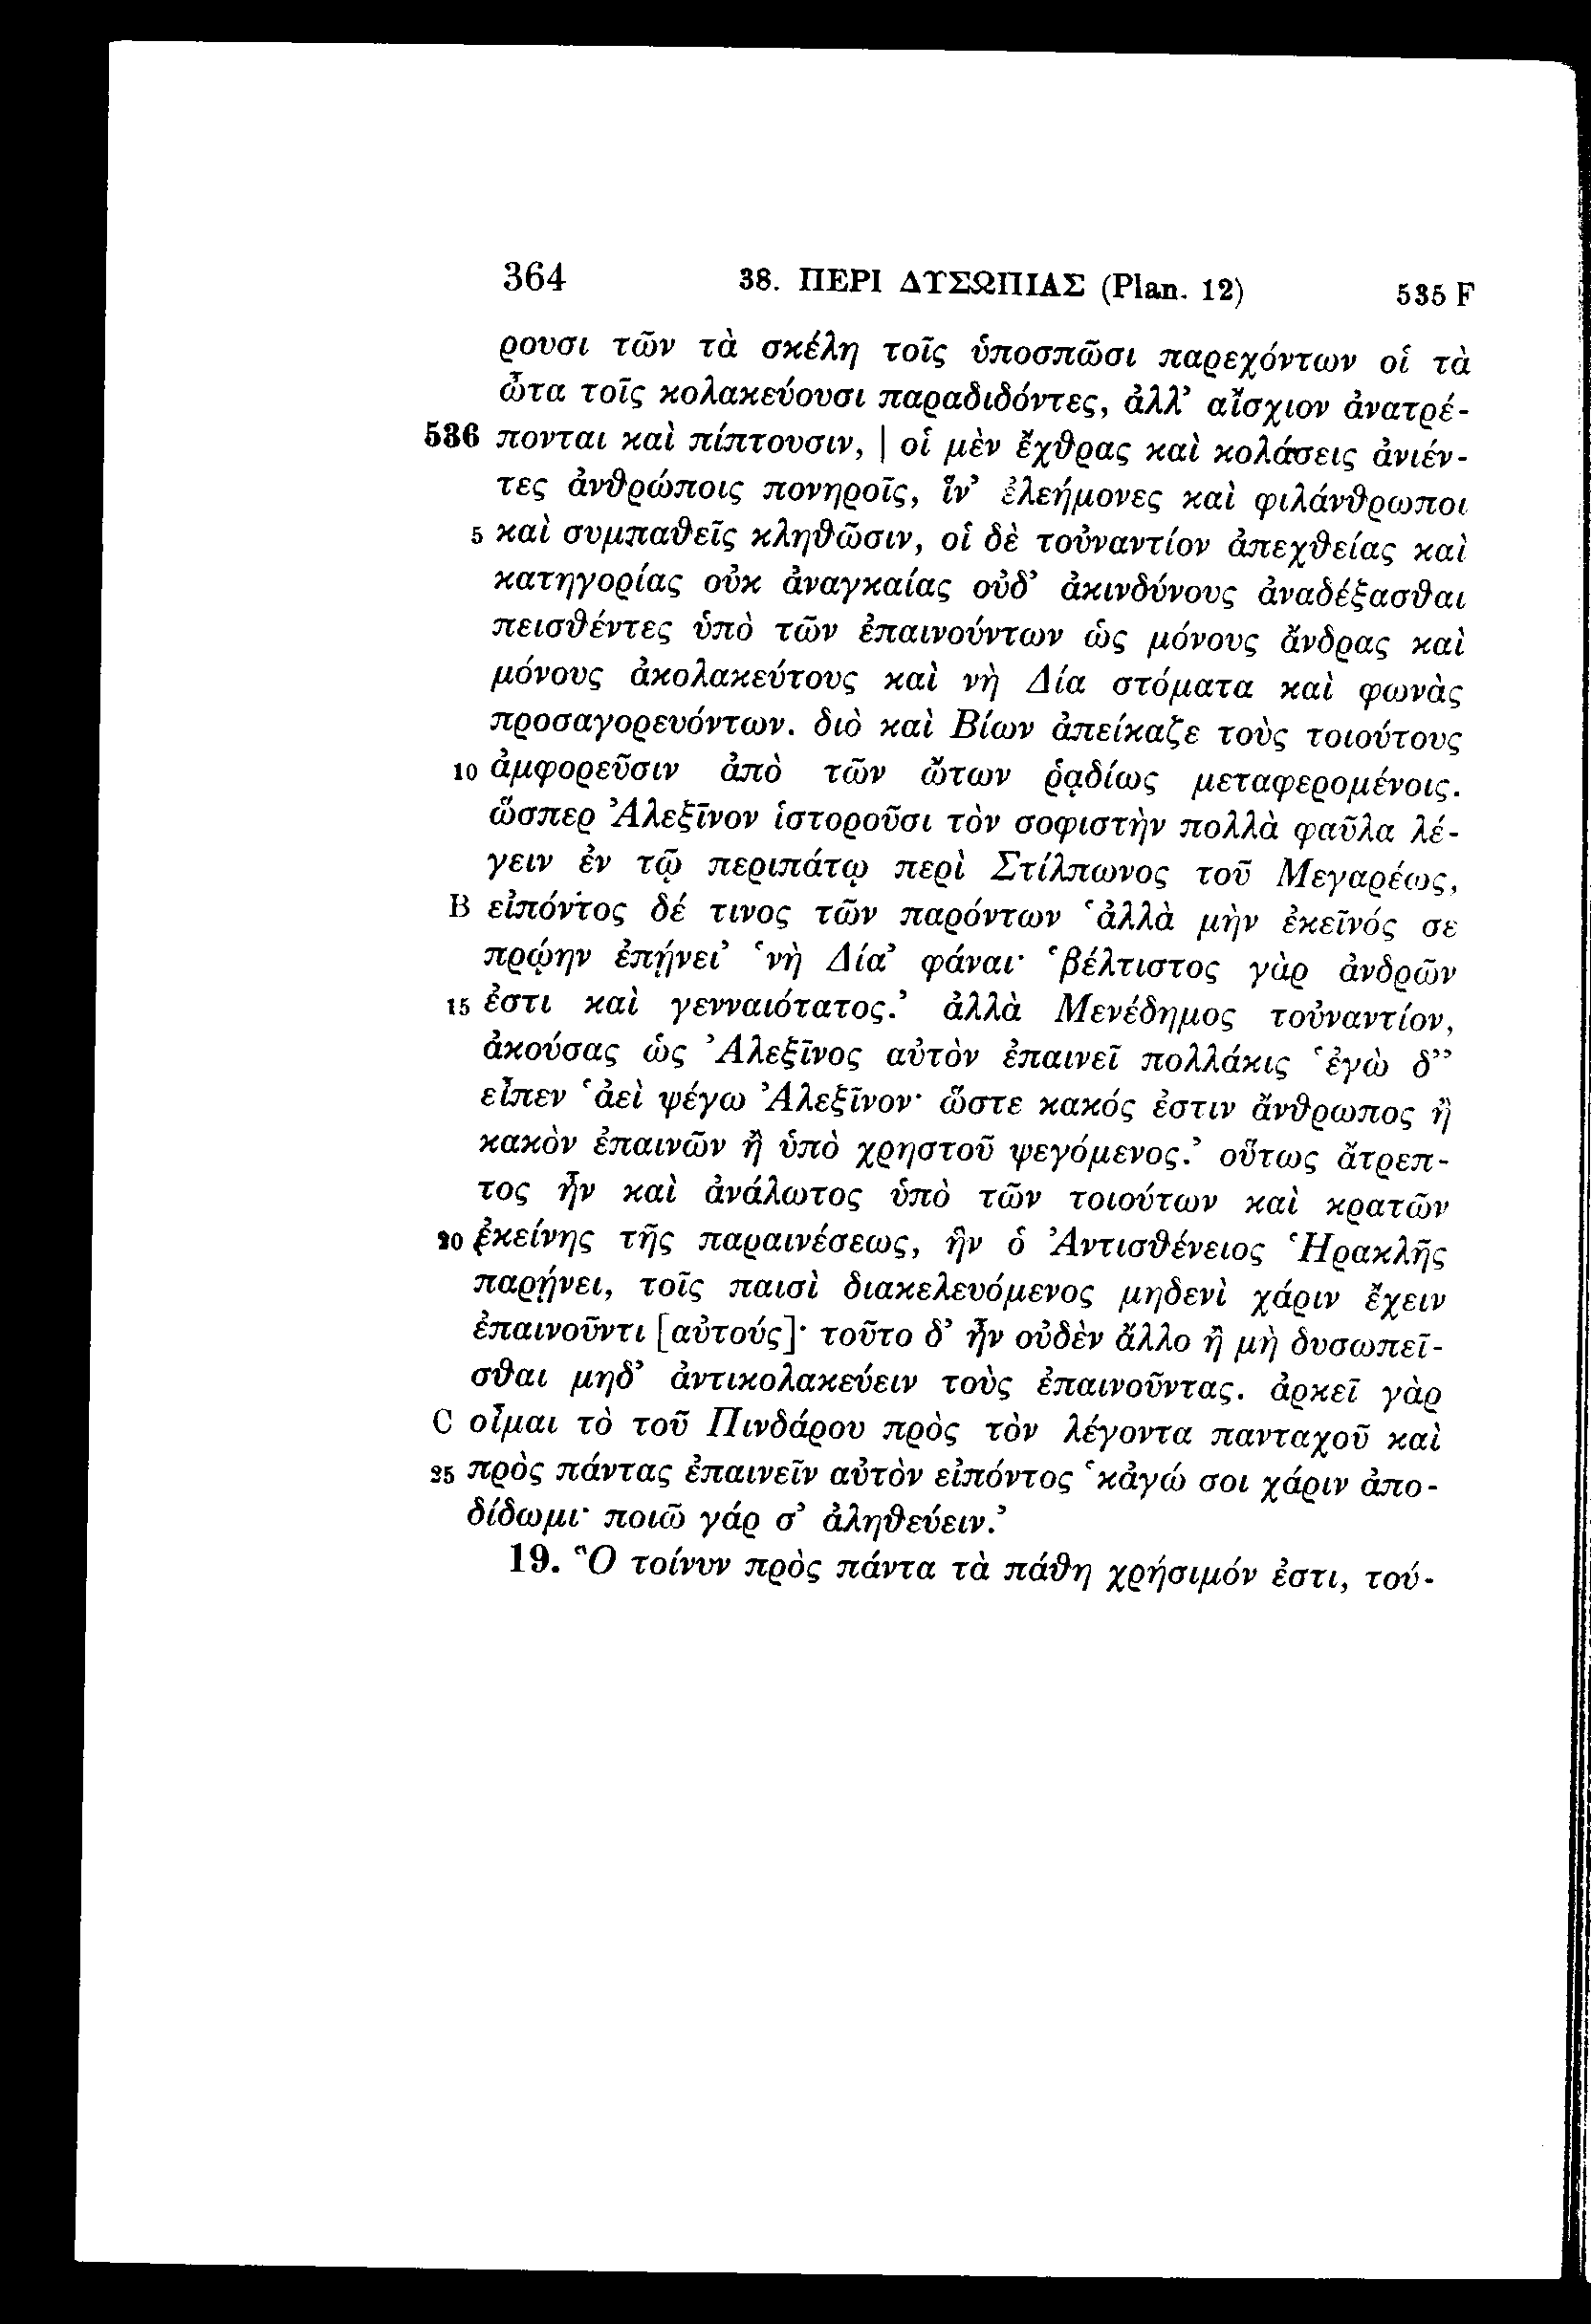 364 38. ΠΕΡΙ ΔΥΣΩΠΙΑΣ (Plan. 12) 535 F
ρουσι τῶν τὰ σκέλη τοῖς ὑποσπῶσι παρεχόντων οἱ τὰ
ὦτα τοῖς κολακεύουσι παραδιδόντες, ἀλλ’ αἴσχιον ἀνατρέ-
536 πονται καὶ πίπτουσιν, | οἱ μὲν ἔχθρας καὶ κολάσεις ἀνιέν-
τες ἀνθρώποις πονηροῖς, ἵν’ ἐλεήμονες καὶ φιλάνθρωποι
5 καὶ συμπαθεῖς κληθῶσιν, οἱ δὲ τοὐναντίον ἀπεχθείας καὶ
κατηγορίας οὐκ ἀναγκαίας οὐδ’ ἀκινδύνους ἀναδέξασθαι
πεισθέντες ὑπὸ τῶν ἐπαινούντων ὡς μόνους ἄνδρας καὶ
μόνους ἀκολακεύτους καὶ νὴ Δία στόματα καὶ φωνὰς
προσαγορευόντων. διὸ καὶ Βίων ἀπείκαζε τοὺς τοιούτους
10 ἀμφορεῦσιν ἀπὸ τῶν ὤτων ῥᾳδίως μεταφερομένοις.
ὥσπερ Ἀλεξῖνον ἱστοροῦσι τὸν σοφιστὴν πολλὰ φαῦλα λέ-
γειν ἐν τῷ περιπάτῳ περὶ Στίλπωνος τοῦ Μεγαρέως,
B εἰπόντος δέ τινος τῶν παρόντων ‘ἀλλὰ μὴν ἐκεῖνός σε
πρῴην ἐπῄνει’ ‘νὴ Δία’ φάναι· ‘βέλτιστος γὰρ ἀνδρῶν
15 ἐστι καὶ γενναιότατος.’ ἀλλὰ Μενέδημος τοὐναντίον,
ἀκούσας ὡς Ἀλεξῖνος αὐτὸν ἐπαινεῖ πολλάκις ‘ἐγὼ δ’’
εἶπεν ‘ἀεὶ ψέγω Ἀλεξῖνον· ὥστε κακός ἐστιν ἄνθρωπος ἢ
κακὸν ἐπαινῶν ἢ ὑπὸ χρηστοῦ ψεγόμενος.’ οὕτως ἄτρεπ-
τος ἦν καὶ ἀνάλωτος ὑπὸ τῶν τοιούτων καὶ κρατῶν
20 ἐκείνης τῆς παραινέσεως, ἣν ὁ Ἀντισθένειος Ἡρακλῆς
παρῄνει, τοῖς παισὶ διακελευόμενος μηδενὶ χάριν ἔχειν
ἐπαινοῦντι [αὐτούς]· τοῦτο δ’ ἦν οὐδὲν ἄλλο ἢ μὴ δυσωπεῖ-
σθαι μηδ’ ἀντικολακεύειν τοὺς ἐπαινοῦντας. ἀρκεῖ γὰρ
C οἶμαι τὸ τοῦ Πινδάρου πρὸς τὸν λέγοντα πανταχοῦ καὶ
25 πρὸς πάντας ἐπαινεῖν αὐτὸν εἰπόντος ‘κἀγώ σοι χάριν ἀπο-
δίδωμι· ποιῶ γάρ σ’ ἀληθεύειν.’
19. Ὃ τοίνυν πρὸς πάντα τὰ πάθη χρήσιμόν ἐστι, τού-